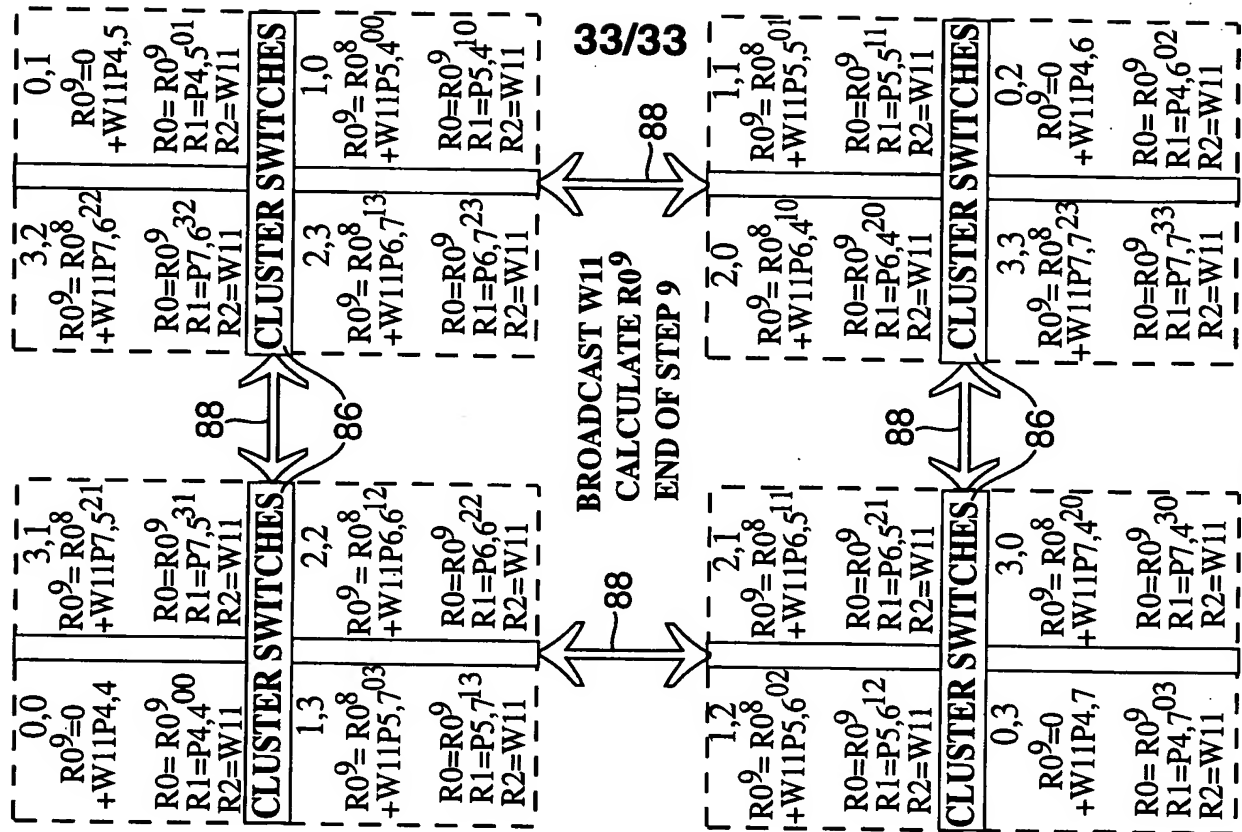 33/33
0,0
R0⁹=0
+W11P4,4
R0= R0⁹
R1=P4,4⁰⁰
R2=W11
3,1
R0⁹= R0⁸
+W11P7,5²¹
R0=R0⁹
R1=P7,5³¹
R2=W11
CLUSTER SWITCHES
1,3
R0⁹= R0⁸
+W11P5,7⁰³
R0=R0⁹
R1=P5,7¹³
R2=W11
2,2
R0⁹= R0⁸
+W11P6,6¹²
R0=R0⁹
R1=P6,6²²
R2=W11
88
86
3,2
R0⁹= R0⁸
+W11P7,6²²
R0=R0⁹
R1=P7,6³²
R2=W11
0,1
R0⁹=0
+W11P4,5
R0= R0⁹
R1=P4,5⁰¹
R2=W11
CLUSTER SWITCHES
2,3
R0⁹= R0⁸
+W11P6,7¹³
R0=R0⁹
R1=P6,7²³
R2=W11
1,0
R0⁹= R0⁸
+W11P5,4⁰⁰
R0=R0⁹
R1=P5,4¹⁰
R2=W11
88
BROADCAST W11
CALCULATE R0⁹
END OF STEP 9
88
1,2
R0⁹= R0⁸
+W11P5,6⁰²
R0=R0⁹
R1=P5,6¹²
R2=W11
2,1
R0⁹= R0⁸
+W11P6,5¹¹
R0=R0⁹
R1=P6,5²¹
R2=W11
CLUSTER SWITCHES
0,3
R0⁹=0
+W11P4,7
R0= R0⁹
R1=P4,7⁰³
R2=W11
3,0
R0⁹= R0⁸
+W11P7,4²⁰
R0=R0⁹
R1=P7,4³⁰
R2=W11
88
86
2,0
R0⁹= R0⁸
+W11P6,4¹⁰
R0=R0⁹
R1=P6,4²⁰
R2=W11
1,1
R0⁹= R0⁸
+W11P5,5⁰¹
R0=R0⁹
R1=P5,5¹¹
R2=W11
CLUSTER SWITCHES
3,3
R0⁹= R0⁸
+W11P7,7²³
R0=R0⁹
R1=P7,7³³
R2=W11
0,2
R0⁹=0
+W11P4,6
R0= R0⁹
R1=P4,6⁰²
R2=W11